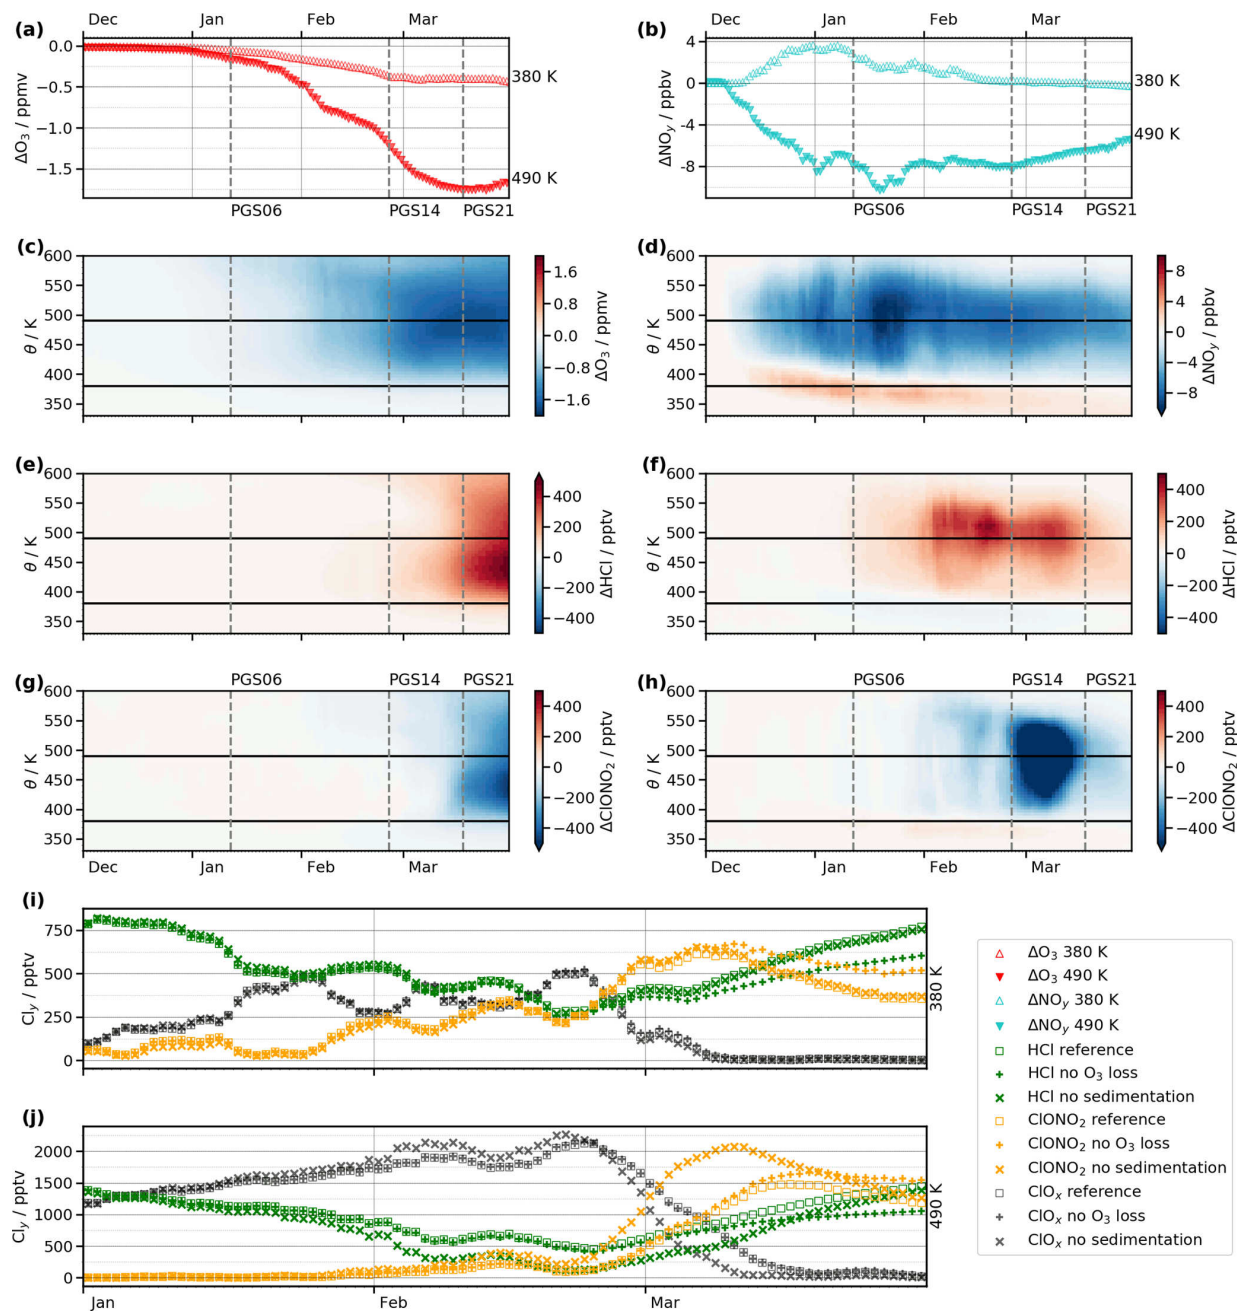 (a)
Dec Jan Feb Mar
0.0
−0.5
−1.0
−1.5
ΔO₃ / ppmv
380 K
490 K
PGS06 PGS14 PGS21
(b)
Dec Jan Feb Mar
4
0
−4
−8
ΔNOy / ppbv
380 K
490 K
PGS06 PGS14 PGS21
(c)
600
550
500
450
400
350
θ / K
1.6
0.8
0.0
−0.8
−1.6
ΔO₃ / ppmv
(d)
600
550
500
450
400
350
θ / K
8
4
0
−4
−8
ΔNOy / ppbv
(e)
600
550
500
450
400
350
θ / K
400
200
0
−200
−400
ΔHCl / pptv
(f)
600
550
500
450
400
350
θ / K
400
200
0
−200
−400
ΔHCl / pptv
(g)
PGS06 PGS14 PGS21
600
550
500
450
400
350
θ / K
Dec Jan Feb Mar
400
200
0
−200
−400
ΔClONO₂ / pptv
(h)
PGS06 PGS14 PGS21
600
550
500
450
400
350
θ / K
Dec Jan Feb Mar
400
200
0
−200
−400
ΔClONO₂ / pptv
(i)
750
500
250
0
Cly / pptv
380 K
(j)
2000
1500
1000
500
0
Cly / pptv
490 K
Jan Feb Mar
ΔO₃ 380 K
ΔO₃ 490 K
ΔNOy 380 K
ΔNOy 490 K
HCl reference
HCl no O₃ loss
HCl no sedimentation
ClONO₂ reference
ClONO₂ no O₃ loss
ClONO₂ no sedimentation
ClOx reference
ClOx no O₃ loss
ClOx no sedimentation